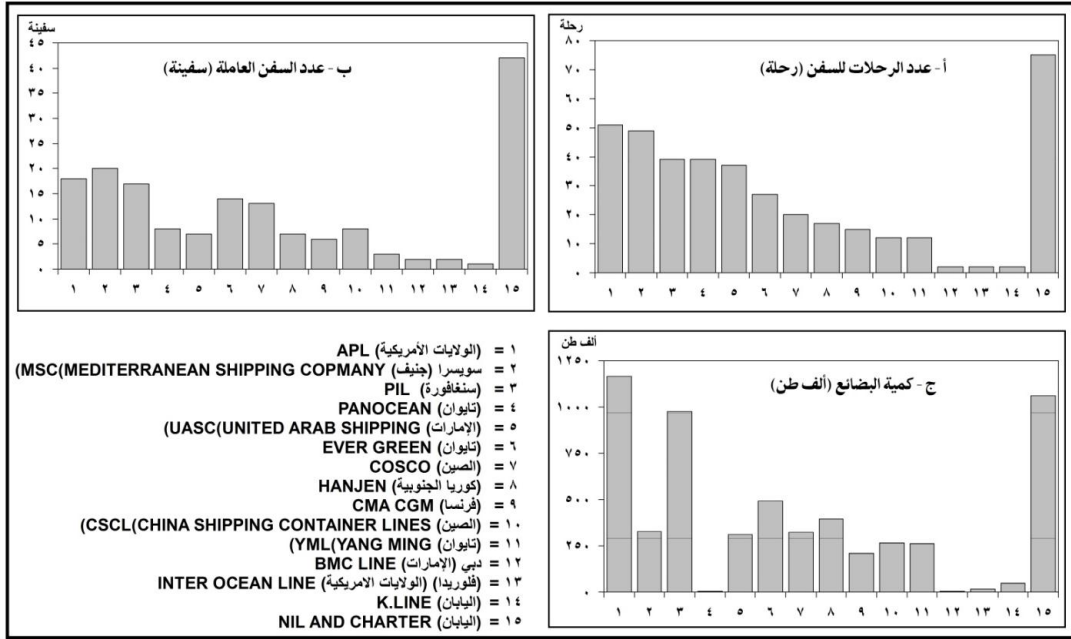 رحلة
أ - عدد الرحلات للسفن (رحلة)
٨٠
٧٠
٦٠
٥٠
٤٠
٣٠
٢٠
١٠
٠
١ ٢ ٣ ٤ ٥ ٦ ٧ ٨ ٩ ١٠ ١١ ١٢ ١٣ ١٤ ١٥
سفينة
ب - عدد السفن العاملة (سفينة)
٤٥
٤٠
٣٥
٣٠
٢٥
٢٠
١٥
١٠
٥
٠
١ ٢ ٣ ٤ ٥ ٦ ٧ ٨ ٩ ١٠ ١١ ١٢ ١٣ ١٤ ١٥
ألف طن
ج - كمية البضائع (ألف طن)
١٢٥٠
١٠٠٠
٧٥٠
٥٠٠
٢٥٠
٠
١ ٢ ٣ ٤ ٥ ٦ ٧ ٨ ٩ ١٠ ١١ ١٢ ١٣ ١٤ ١٥
١ = (الولايات الأمريكية) APL
٢ = سويسرا (جنيف) MSC(MEDITERRANEAN SHIPPING COPMANY)
٣ = (سنغافورة) PIL
٤ = (تايوان) PANOCEAN
٥ = (الإمارات) UASC(UNITED ARAB SHIPPING)
٦ = (تايوان) EVER GREEN
٧ = (الصين) COSCO
٨ = (كوريا الجنوبية) HANJEN
٩ = (فرنسا) CMA CGM
١٠ = (الصين) CSCL(CHINA SHIPPING CONTAINER LINES)
١١ = (تايوان) YML(YANG MING)
١٢ = دبي (الإمارات) BMC LINE
١٣ = (فلوريدا) (الولايات الامريكية) INTER OCEAN LINE
١٤ = (اليابان) K.LINE
١٥ = (اليابان) NIL AND CHARTER